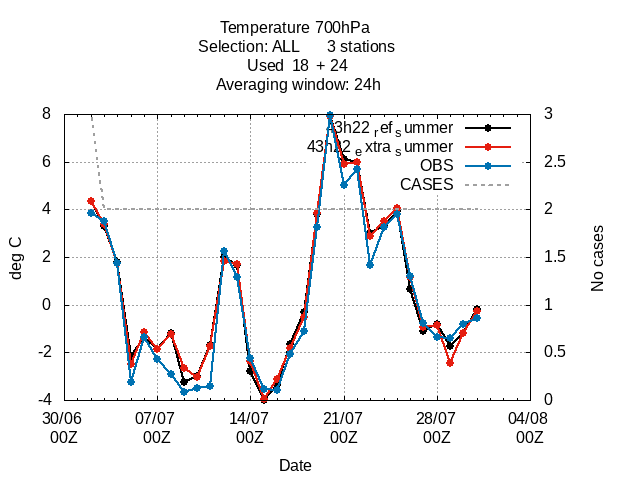 Temperature 700hPa
Selection: ALL 3 stations
Used 18 + 24
Averaging window: 24h
8 3
43h22refsummer
43h22extrasummer
6 2.5
OBS
CASES
4 2
deg C
2 1.5
No cases
0 1
-2 0.5
-4 0
30/06 07/07 14/07 21/07 28/07 04/08
00Z 00Z 00Z 00Z 00Z 00Z
Date